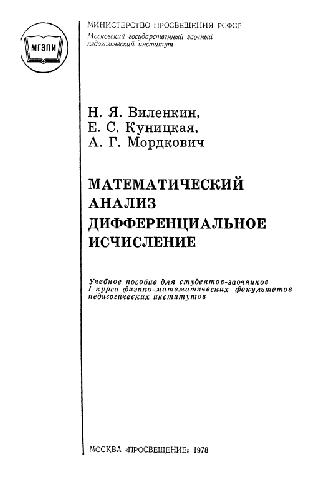 МГЗПИ
МИНИСТЕРСТВО ПРОСВЕЩЕНИЯ РСФСР
Московский государственный заочный
педагогический институт
Н. Я. Виленкин,
Е. С. Куницкая,
А. Г. Мордкович
МАТЕМАТИЧЕСКИЙ
АНАЛИЗ
ДИФФЕРЕНЦИАЛЬНОЕ
ИСЧИСЛЕНИЕ
Учебное пособие для студентов-заочников
I курса физико-математических факультетов
педагогических институтов
МОСКВА «ПРОСВЕЩЕНИЕ» 1978